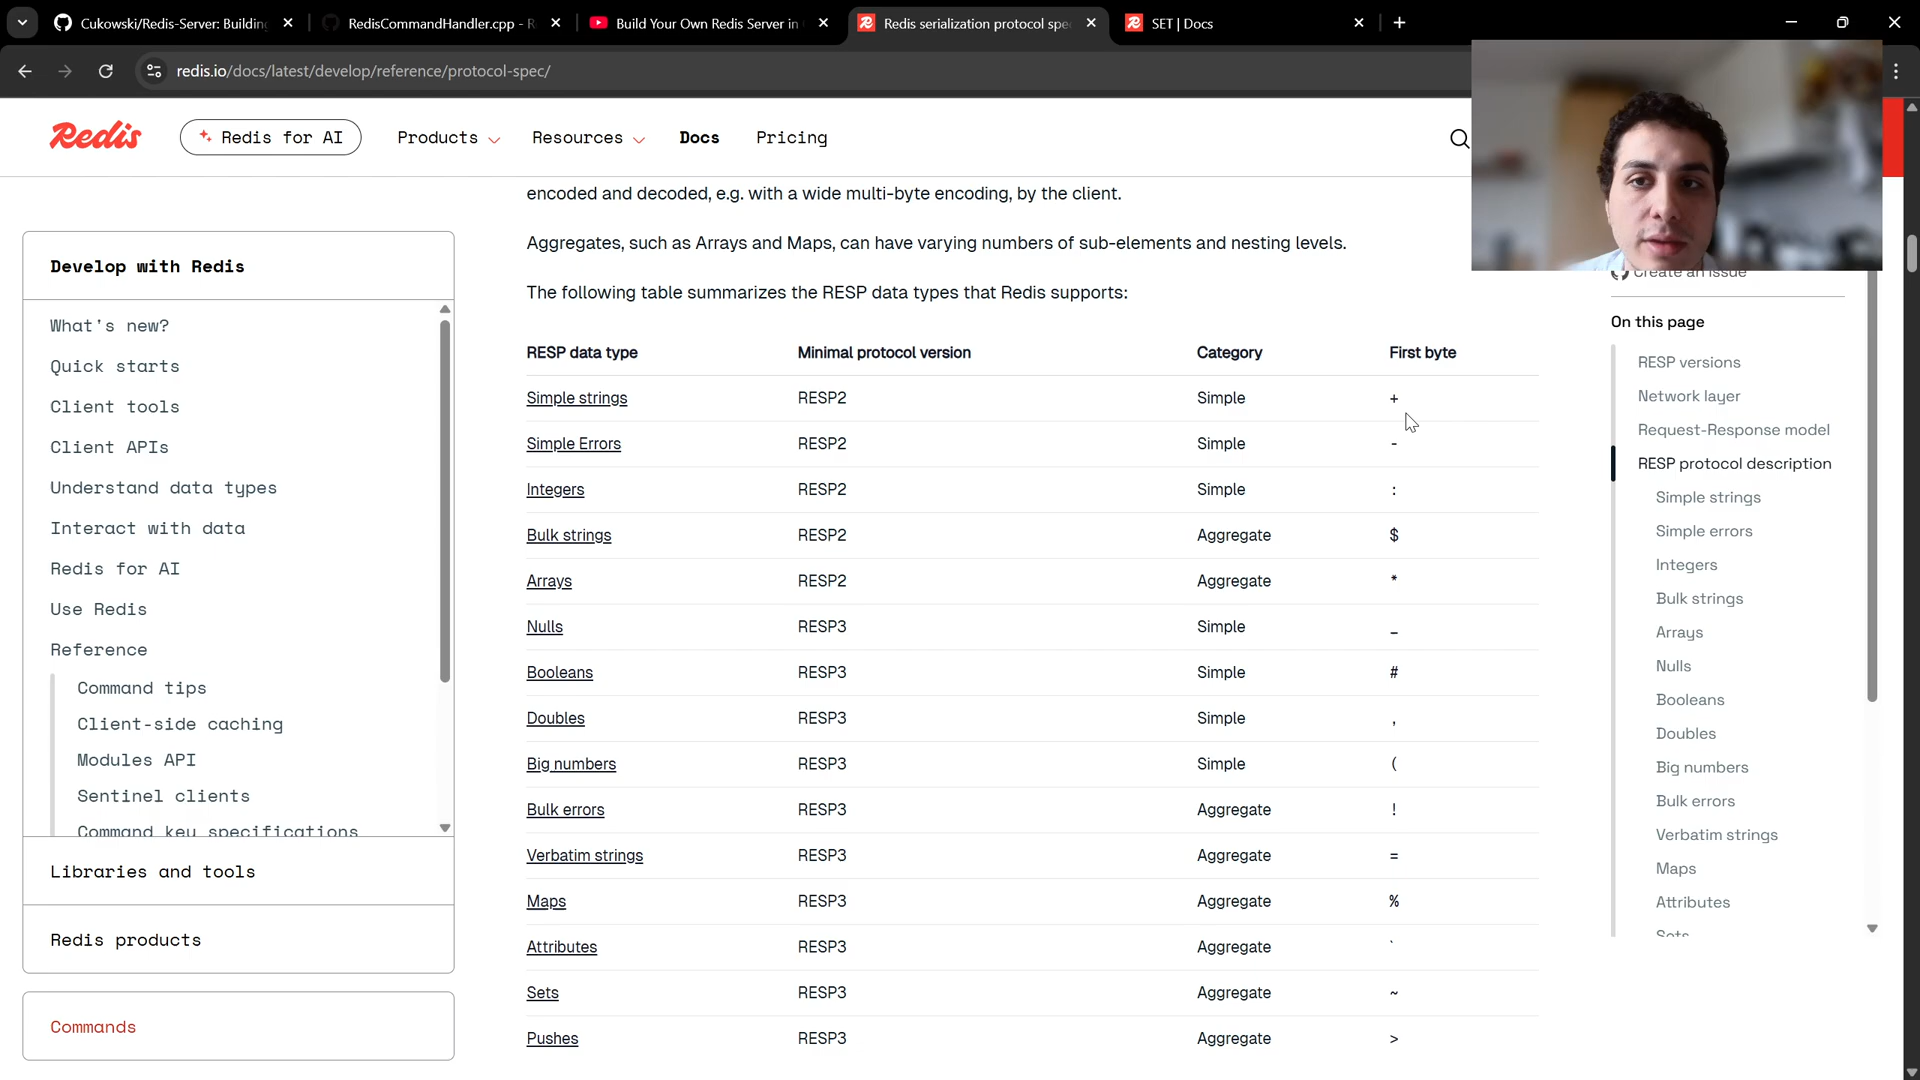 Cukowski/Redis-Server: Building
RedisCommandHandler.cpp - R
Build Your Own Redis Server in
Redis serialization protocol spe
SET | Docs
redis.io/docs/latest/develop/reference/protocol-spec/
Redis
Redis for AI
Products
Resources
Docs
Pricing
encoded and decoded, e.g. with a wide multi-byte encoding, by the client.
Aggregates, such as Arrays and Maps, can have varying numbers of sub-elements and nesting levels.
The following table summarizes the RESP data types that Redis supports:
RESP data type Minimal protocol version Category First byte
Simple strings RESP2 Simple +
Simple Errors RESP2 Simple -
Integers RESP2 Simple :
Bulk strings RESP2 Aggregate $
Arrays RESP2 Aggregate *
Nulls RESP3 Simple _
Booleans RESP3 Simple #
Doubles RESP3 Simple ,
Big numbers RESP3 Simple (
Bulk errors RESP3 Aggregate !
Verbatim strings RESP3 Aggregate =
Maps RESP3 Aggregate %
Attributes RESP3 Aggregate `
Sets RESP3 Aggregate ~
Pushes RESP3 Aggregate >
Develop with Redis
What's new?
Quick starts
Client tools
Client APIs
Understand data types
Interact with data
Redis for AI
Use Redis
Reference
Command tips
Client-side caching
Modules API
Sentinel clients
Command key specifications
Libraries and tools
Redis products
Commands
Create an issue
On this page
RESP versions
Network layer
Request-Response model
RESP protocol description
Simple strings
Simple errors
Integers
Bulk strings
Arrays
Nulls
Booleans
Doubles
Big numbers
Bulk errors
Verbatim strings
Maps
Attributes
Sets